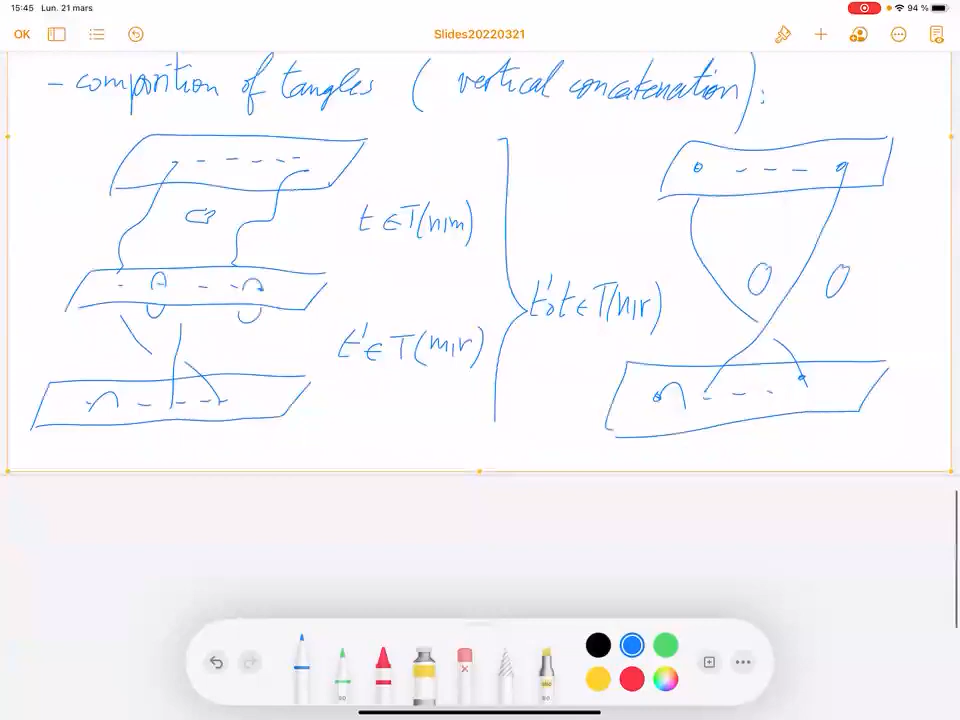 15:45 Lun. 21 mars
94 %
OK
Slides20220321
- composition of tangles ( vertical concatenation ) :
t ∈ T(n,m)
t'∘t ∈ T(n,r)
t' ∈ T(m,r)